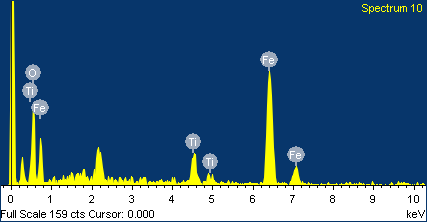 Spectrum 10
Fe
O
Ti
Fe
Ti
Ti
Fe
0 1 2 3 4 5 6 7 8 9 10
Full Scale 159 cts Cursor: 0.000 keV